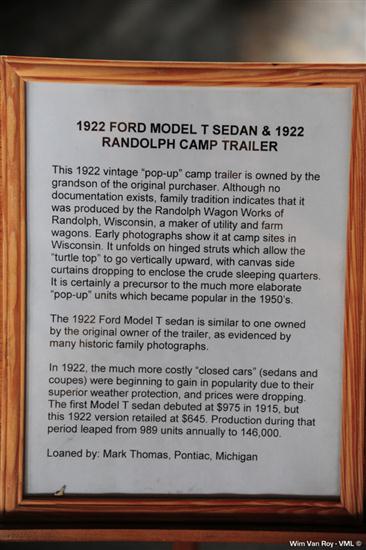 1922 FORD MODEL T SEDAN & 1922
RANDOLPH CAMP TRAILER
This 1922 vintage “pop-up” camp trailer is owned by the
grandson of the original purchaser. Although no
documentation exists, family tradition indicates that it
was produced by the Randolph Wagon Works of
Randolph, Wisconsin, a maker of utility and farm
wagons. Early photographs show it at camp sites in
Wisconsin. It unfolds on hinged struts which allow the
“turtle top” to go vertically upward, with canvas side
curtains dropping to enclose the crude sleeping quarters.
It is certainly a precursor to the much more elaborate
“pop-up” units which became popular in the 1950’s.
The 1922 Ford Model T sedan is similar to one owned
by the original owner of the trailer, as evidenced by
many historic family photographs.
In 1922, the much more costly “closed cars” (sedans and
coupes) were beginning to gain in popularity due to their
superior weather protection, and prices were dropping.
The first Model T sedan debuted at $975 in 1915, but
this 1922 version retailed at $645. Production during that
period leaped from 989 units annually to 146,000.
Loaned by: Mark Thomas, Pontiac, Michigan
Wim Van Roy - VML ©